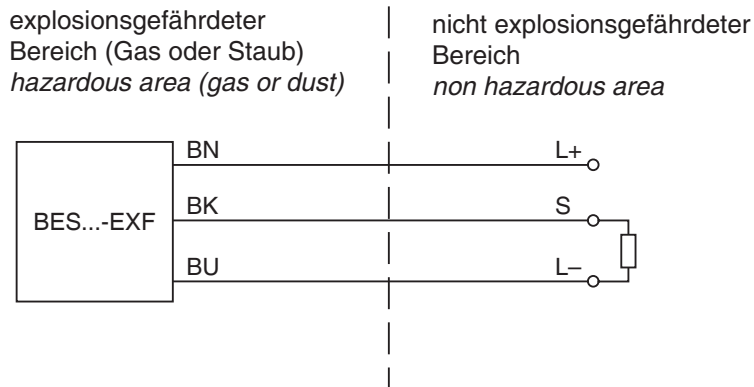 explosionsgefährdeter
Bereich (Gas oder Staub)
hazardous area (gas or dust)
nicht explosionsgefährdeter
Bereich
non hazardous area
BES...-EXF
BN
L+
BK
S
BU
L–